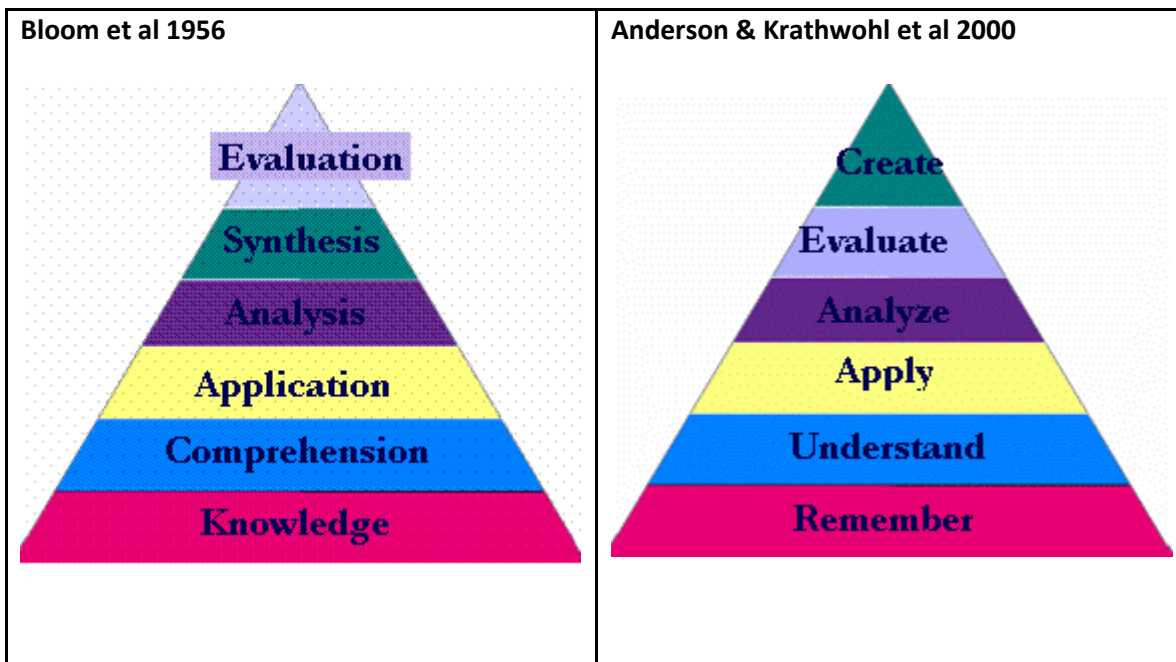 Bloom et al 1956
Evaluation
Synthesis
Analysis
Application
Comprehension
Knowledge
Anderson & Krathwohl et al 2000
Create
Evaluate
Analyze
Apply
Understand
Remember